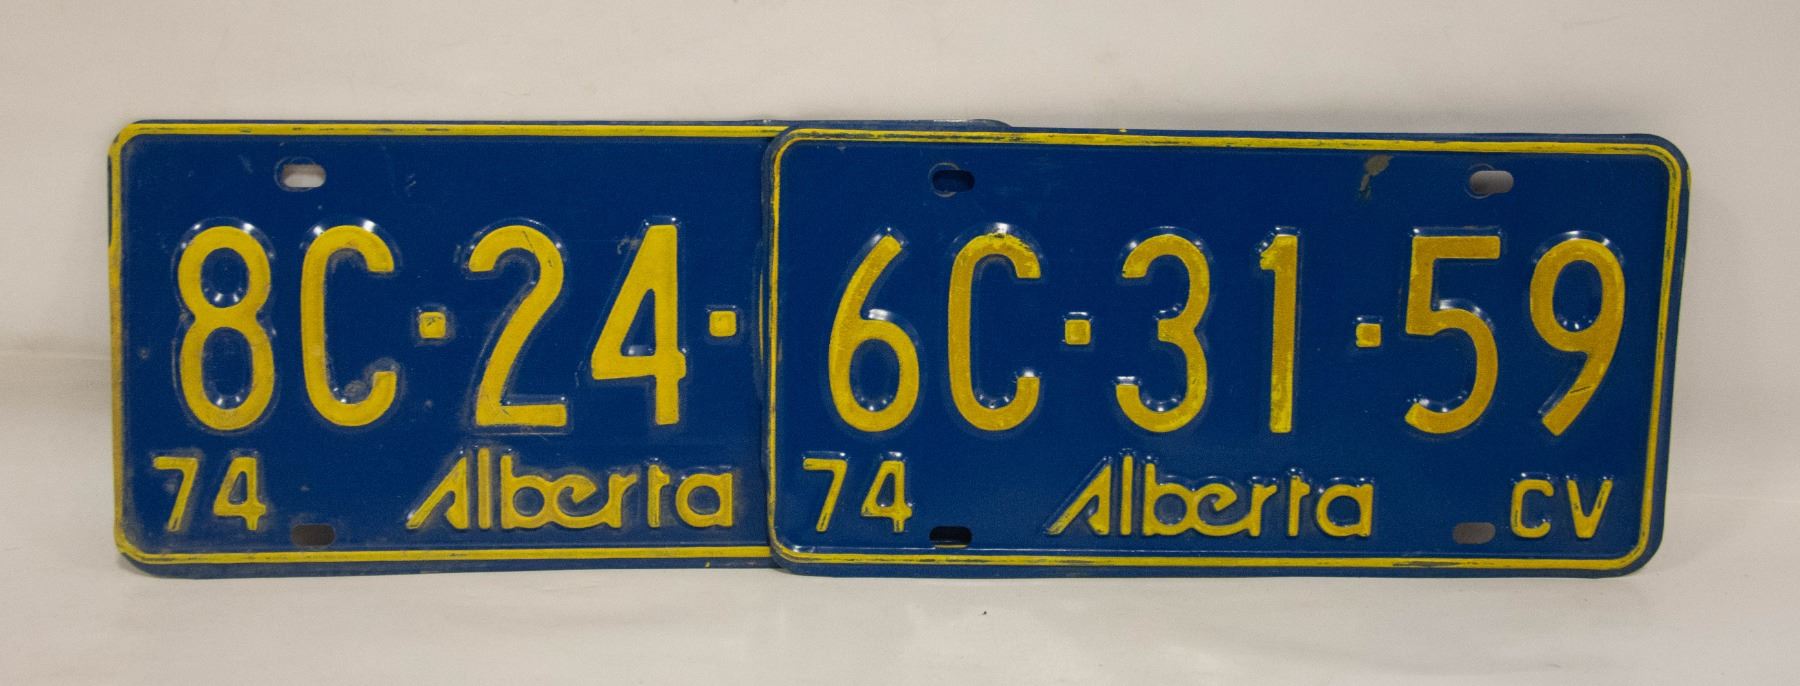 8C·24·
74 Alberta
6C·31·59
74 Alberta CV